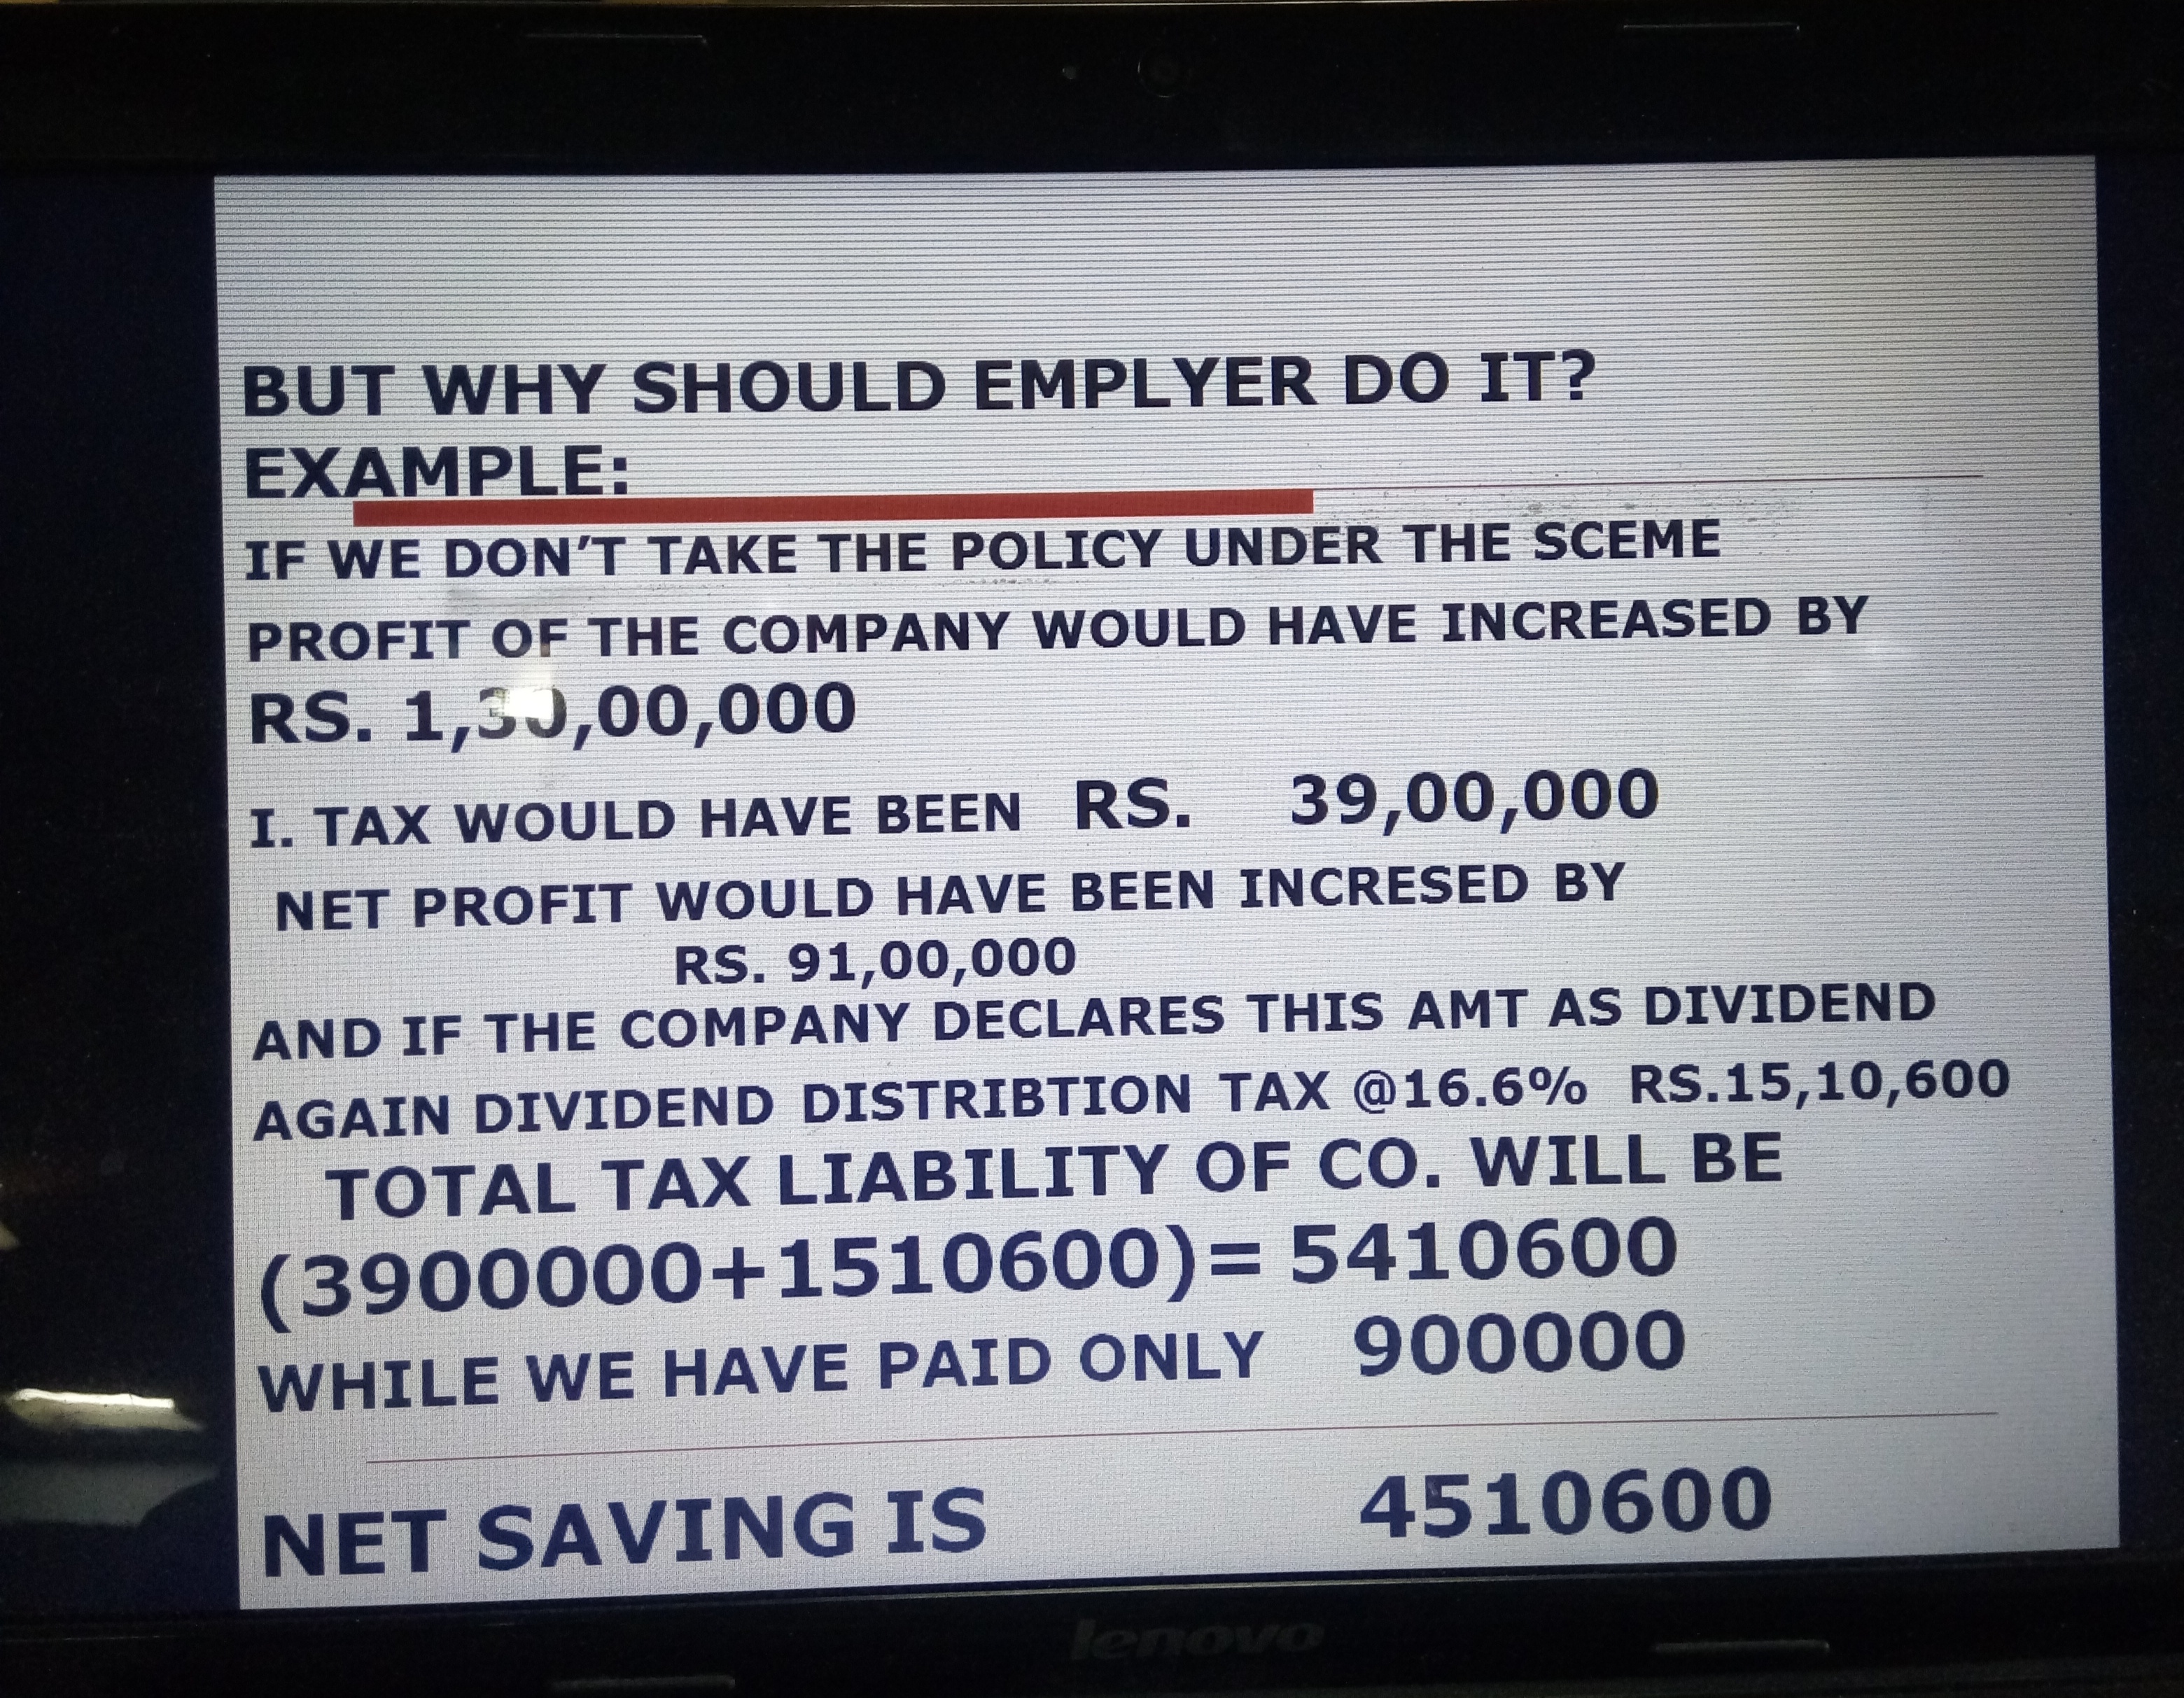 BUT WHY SHOULD EMPLYER DO IT?
EXAMPLE:
IF WE DON'T TAKE THE POLICY UNDER THE SCEME
PROFIT OF THE COMPANY WOULD HAVE INCREASED BY
RS. 1,30,00,000
I. TAX WOULD HAVE BEEN RS. 39,00,000
NET PROFIT WOULD HAVE BEEN INCRESED BY
RS. 91,00,000
AND IF THE COMPANY DECLARES THIS AMT AS DIVIDEND
AGAIN DIVIDEND DISTRIBTION TAX @16.6% RS.15,10,600
TOTAL TAX LIABILITY OF CO. WILL BE
(3900000+1510600)= 5410600
WHILE WE HAVE PAID ONLY 900000
NET SAVING IS 4510600
lenovo